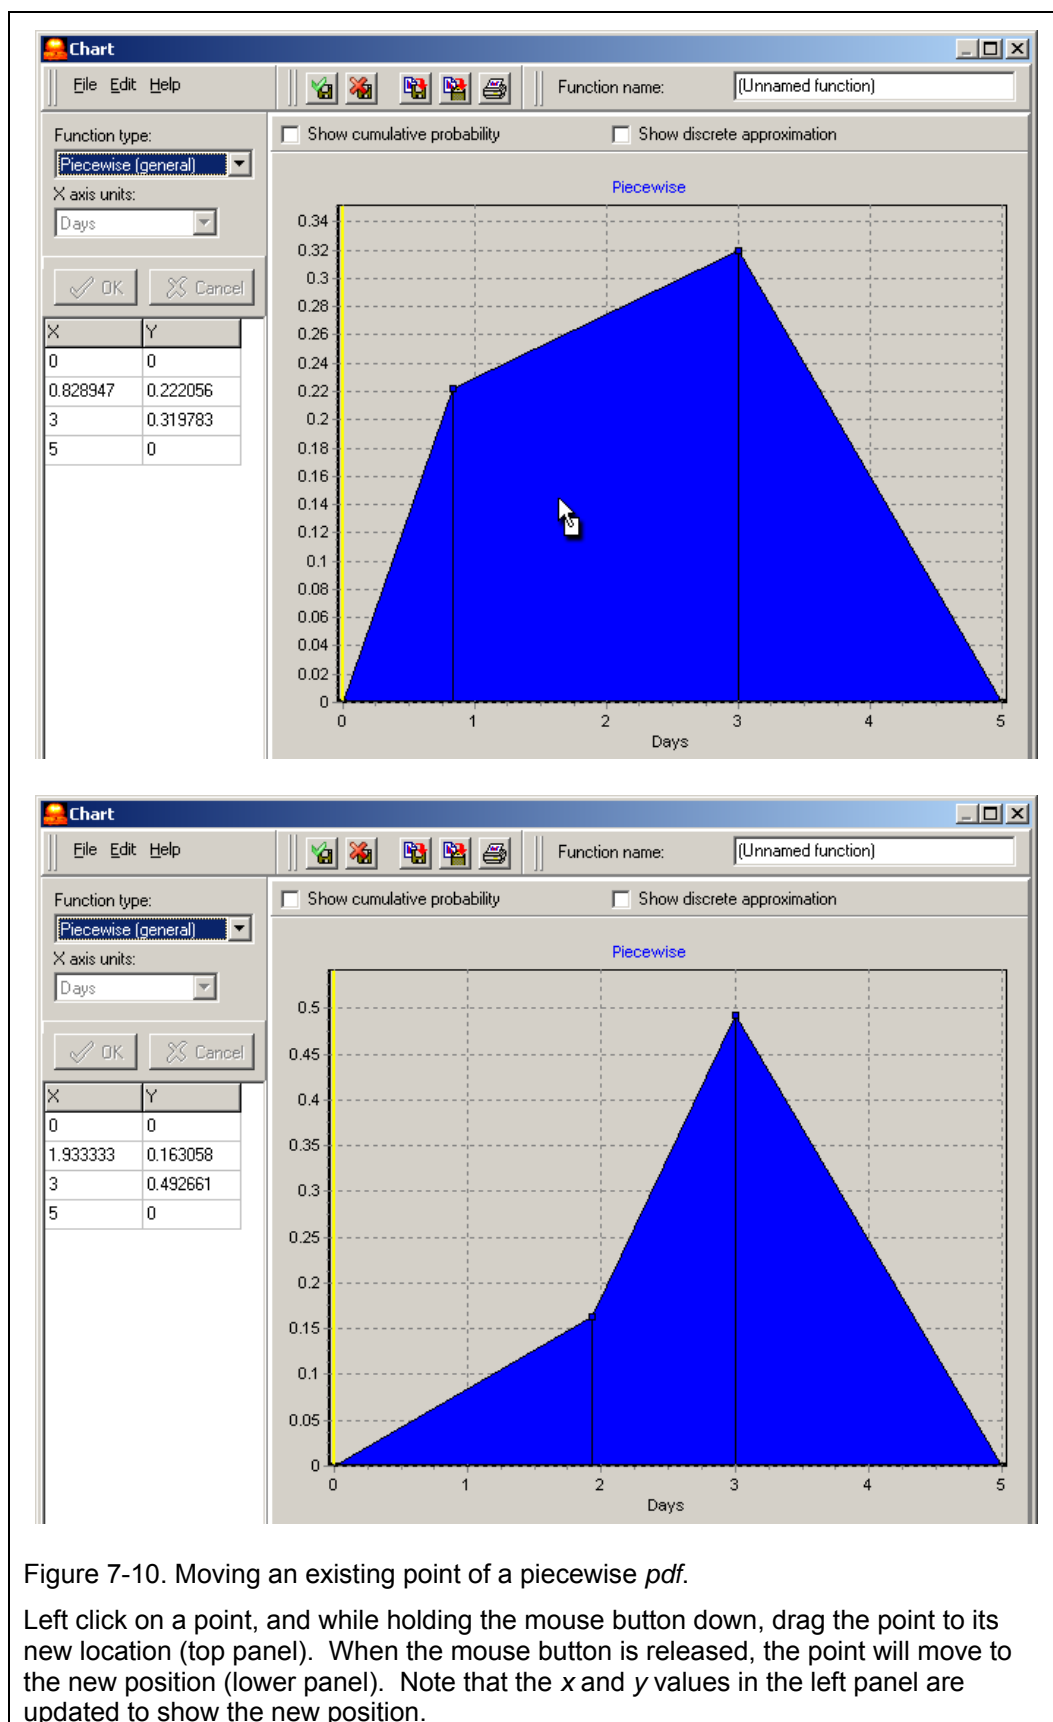 Chart
File Edit Help
Function name: (Unnamed function)
Function type:
Piecewise (general)
X axis units:
Days
OK Cancel
X Y
0 0
0.828947 0.222056
3 0.319783
5 0
Show cumulative probability Show discrete approximation
Piecewise
0.34
0.32
0.3
0.28
0.26
0.24
0.22
0.2
0.18
0.16
0.14
0.12
0.1
0.08
0.06
0.04
0.02
0
0 1 2 3 4 5
Days
Chart
File Edit Help
Function name: (Unnamed function)
Function type:
Piecewise (general)
X axis units:
Days
OK Cancel
X Y
0 0
1.933333 0.163058
3 0.492661
5 0
Show cumulative probability Show discrete approximation
Piecewise
0.5
0.45
0.4
0.35
0.3
0.25
0.2
0.15
0.1
0.05
0
0 1 2 3 4 5
Days
Figure 7-10. Moving an existing point of a piecewise pdf.
Left click on a point, and while holding the mouse button down, drag the point to its
new location (top panel).  When the mouse button is released, the point will move to
the new position (lower panel).  Note that the x and y values in the left panel are
updated to show the new position.